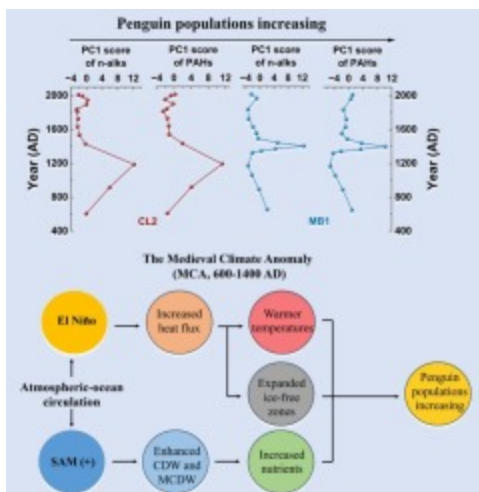 Penguin populations increasing
PC1 score
of n-alks
PC1 score
of PAHs
PC1 score
of n-alks
PC1 score
of PAHs
−4 0 4 8 12
−4 0 4 8 12
−4 0 4 8 12
−4 0 4 8 12
2000
1600
1200
800
400
Year (AD)
2000
1600
1200
800
400
Year (AD)
CL2
MB1
The Medieval Climate Anomaly
(MCA, 600-1400 AD)
El Niño
Increased
heat flux
Warmer
temperatures
Atmospheric-ocean
circulation
Expanded
ice-free
zones
Penguin
populations
increasing
SAM (+)
Enhanced
CDW and
MCDW
Increased
nutrients